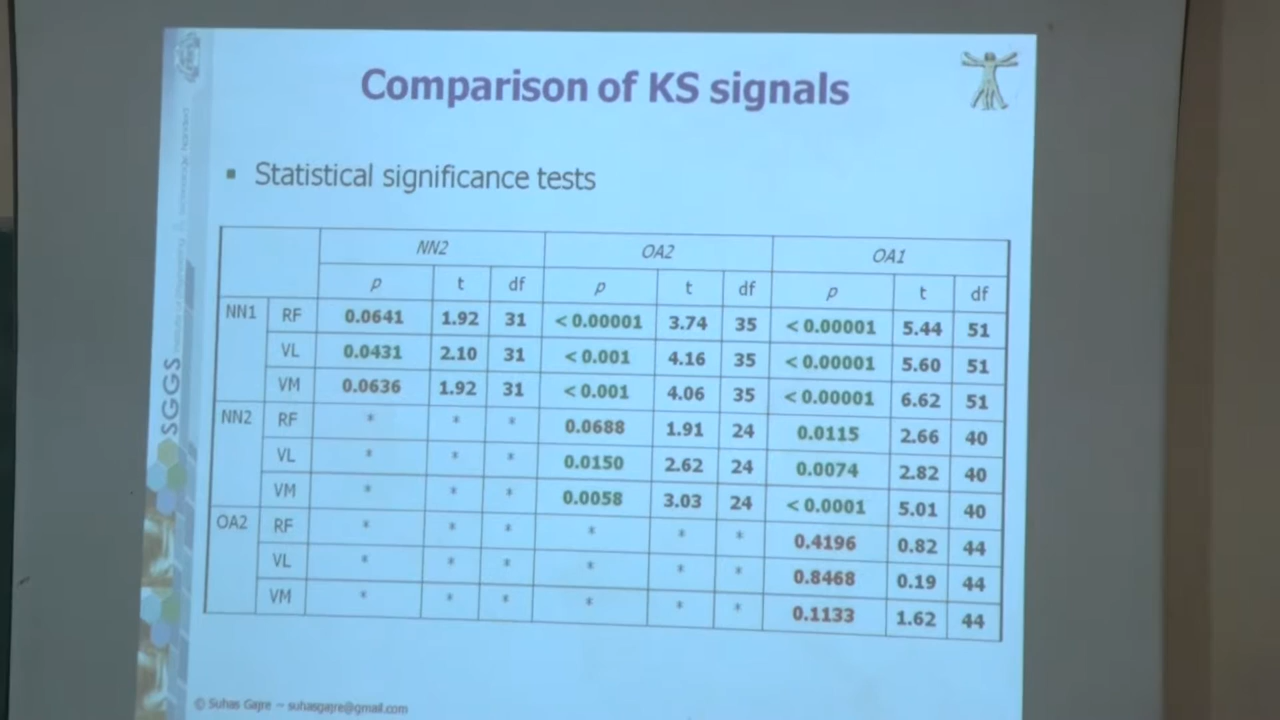 Comparison of KS signals
▪ Statistical significance tests
NN2 OA2 OA1
p t df p t df p t df
NN1 RF 0.0641 1.92 31 < 0.00001 3.74 35 < 0.00001 5.44 51
VL 0.0431 2.10 31 < 0.001 4.16 35 < 0.00001 5.60 51
VM 0.0636 1.92 31 < 0.001 4.06 35 < 0.00001 6.62 51
NN2 RF * * * 0.0688 1.91 24 0.0115 2.66 40
VL * * * 0.0150 2.62 24 0.0074 2.82 40
VM * * * 0.0058 3.03 24 < 0.0001 5.01 40
OA2 RF * * * * * * 0.4196 0.82 44
VL * * * * * * 0.8468 0.19 44
VM * * * * * * 0.1133 1.62 44
SGGS
© Suhas Gajre – suhasgajre@gmail.com